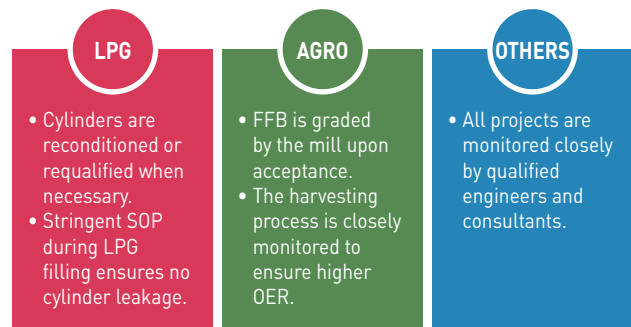 LPG
• Cylinders are
reconditioned or
requalified when
necessary.
• Stringent SOP
during LPG
filling ensures no
cylinder leakage.
AGRO
• FFB is graded
by the mill upon
acceptance.
• The harvesting
process is closely
monitored to
ensure higher
OER.
OTHERS
• All projects are
monitored closely
by qualified
engineers and
consultants.